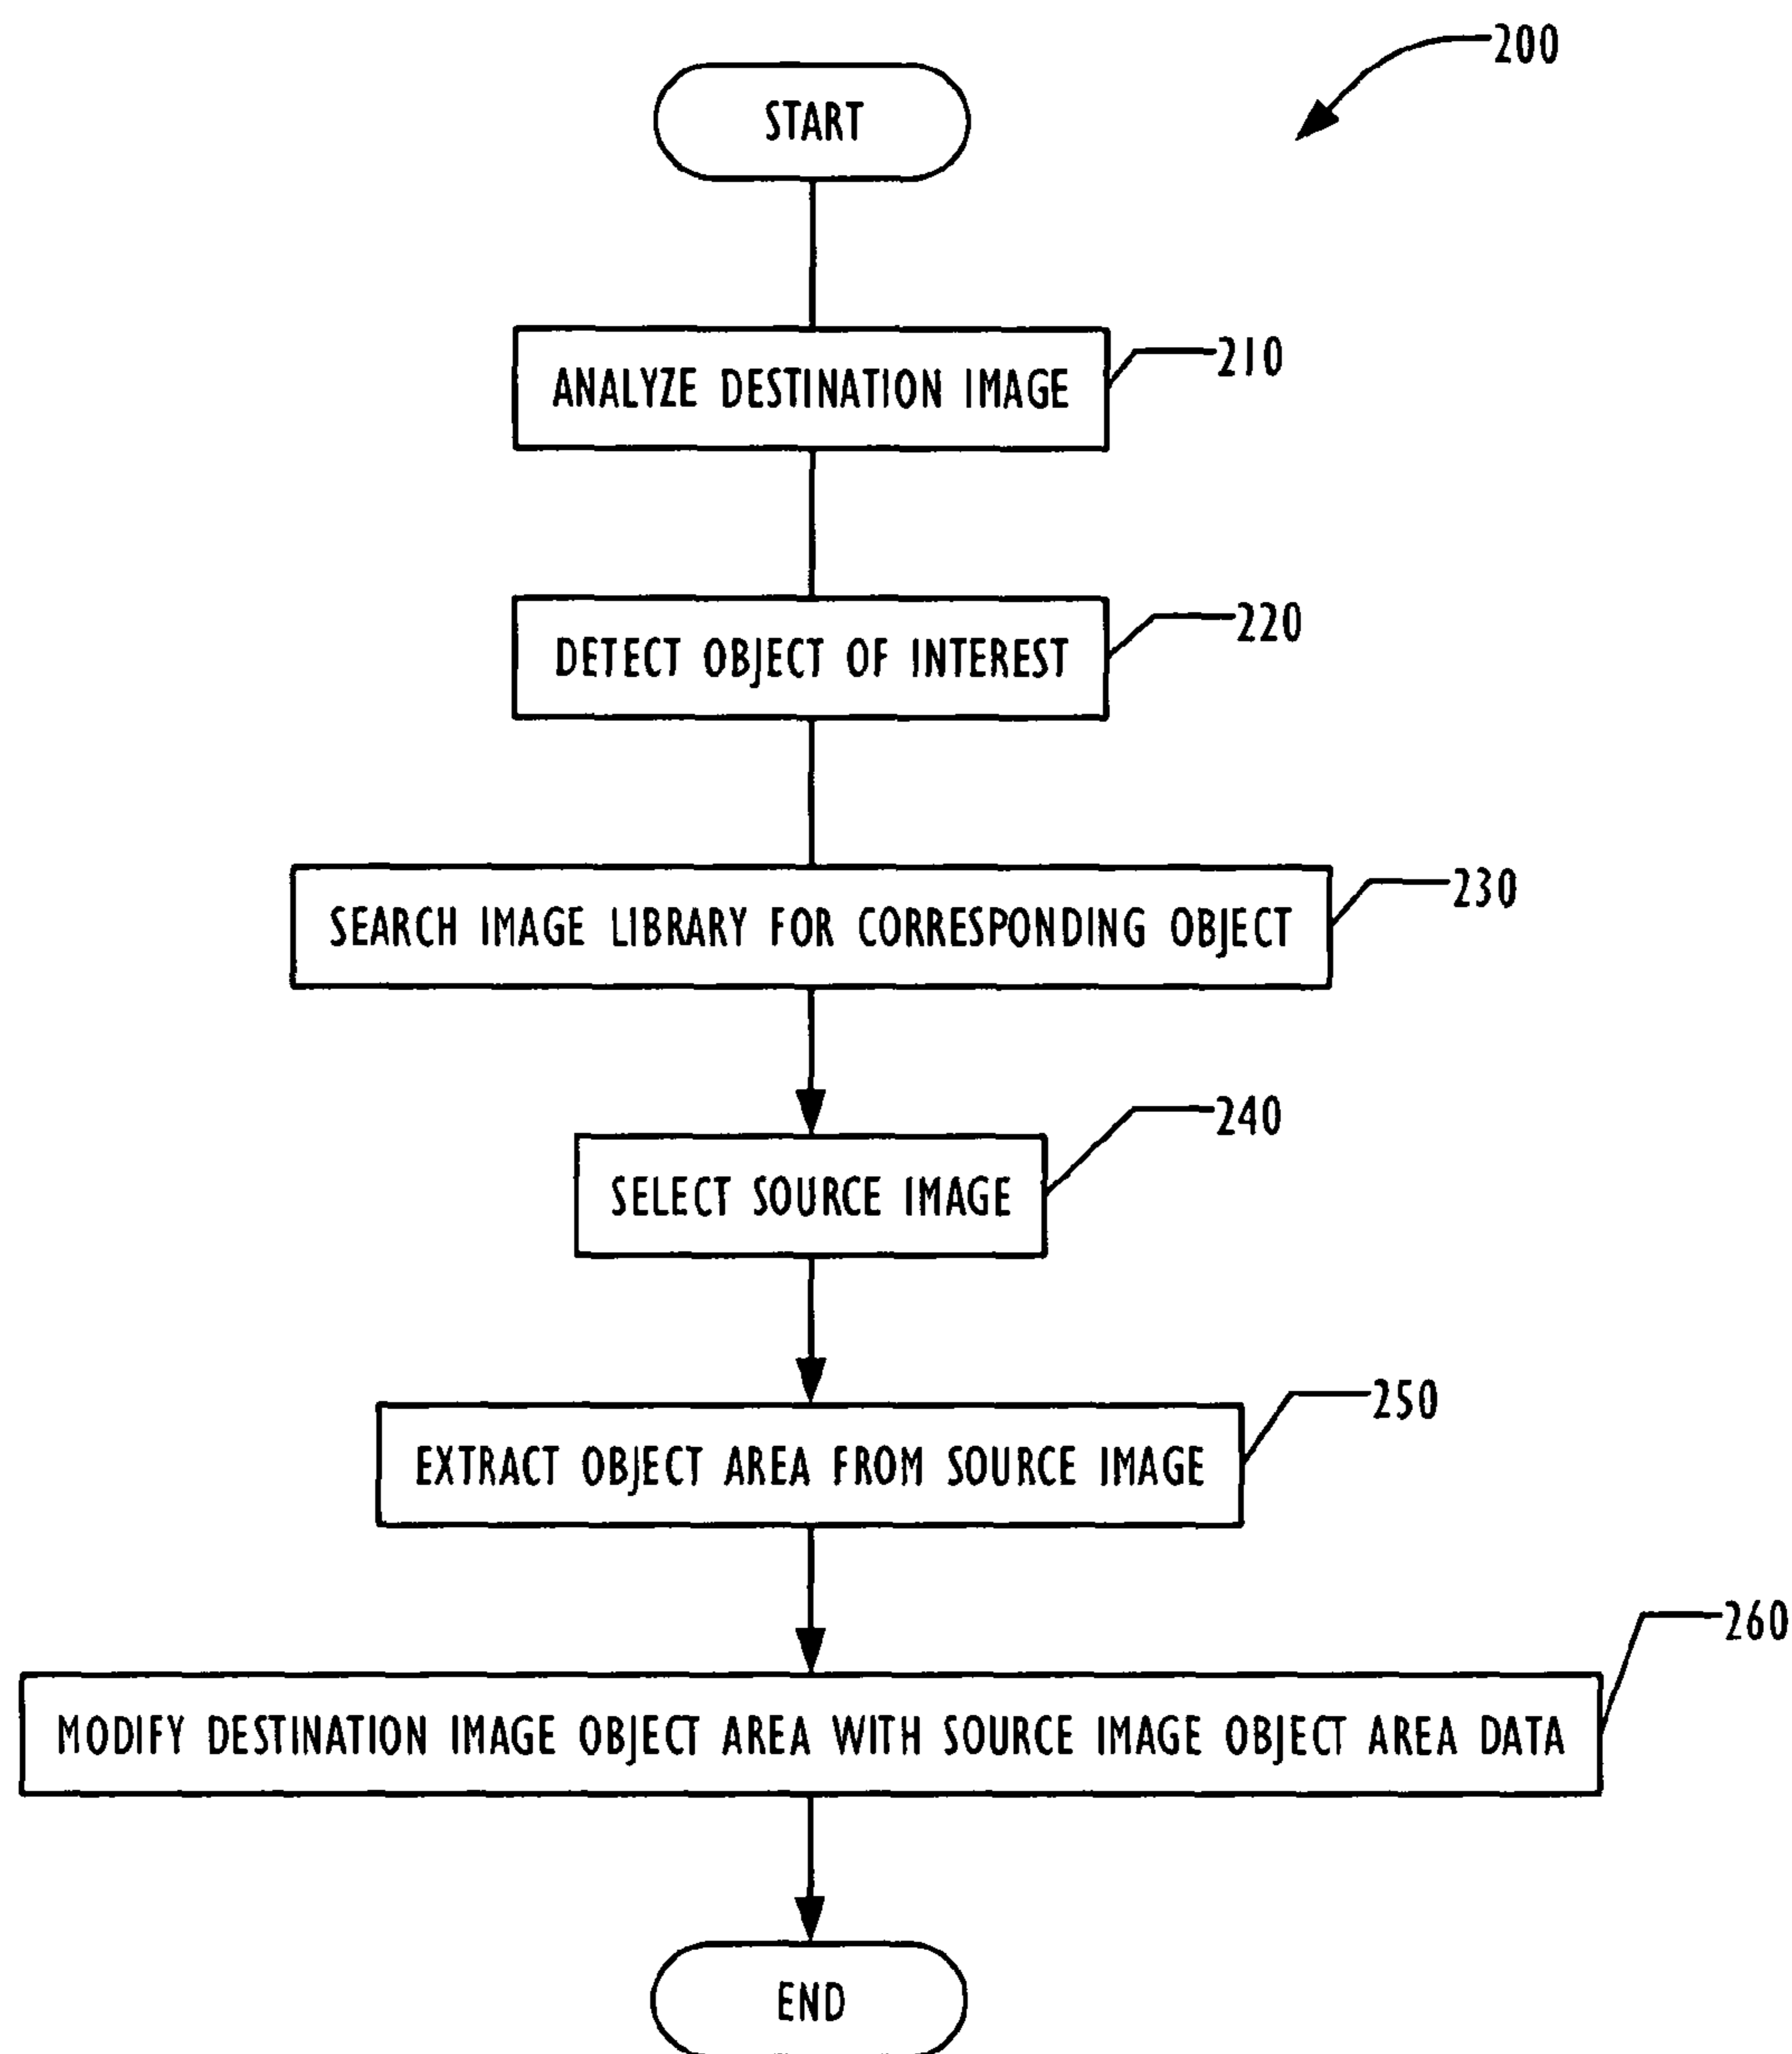 200
START
ANALYZE DESTINATION IMAGE
210
DETECT OBJECT OF INTEREST
220
SEARCH IMAGE LIBRARY FOR CORRESPONDING OBJECT
230
SELECT SOURCE IMAGE
240
EXTRACT OBJECT AREA FROM SOURCE IMAGE
250
MODIFY DESTINATION IMAGE OBJECT AREA WITH SOURCE IMAGE OBJECT AREA DATA
260
END